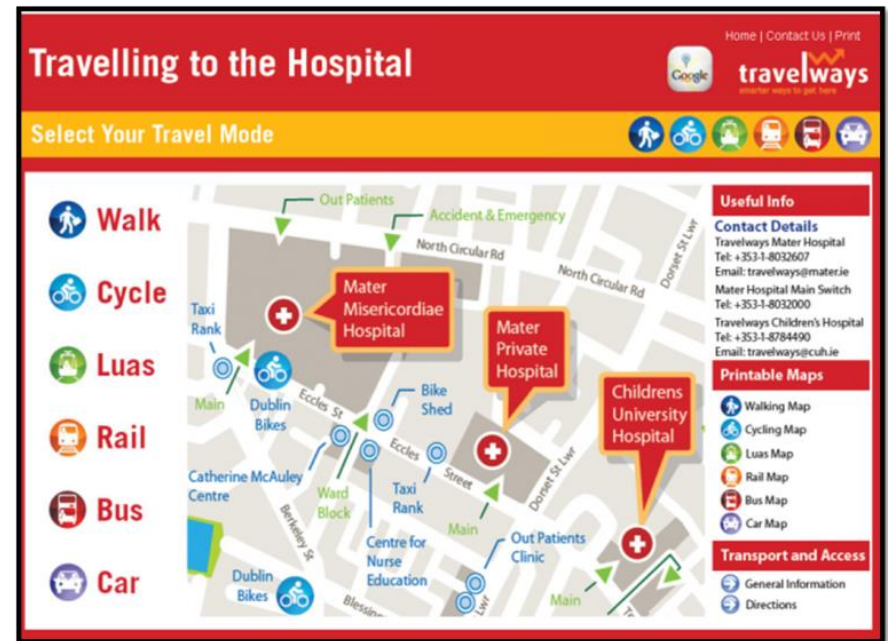 Home | Contact Us | Print
Travelling to the Hospital
Google
travelways
smarter ways to get here
Select Your Travel Mode
Walk
Cycle
Luas
Rail
Bus
Car
Out Patients
Accident & Emergency
North Circular Rd
North Circular Rd
Dorset St Lwr
Mater
Misericordiae
Hospital
Mater
Private
Hospital
Childrens
University
Hospital
Taxi
Rank
Main
Dublin
Bikes
Eccles St
Bike
Shed
Eccles
Street
Catherine McAuley
Centre
Ward
Block
Taxi
Rank
Dorset St Lwr
Main
Berkeley St
Centre for
Nurse
Education
Out Patients
Clinic
Dublin
Bikes
Lwr
Main
Useful Info
Contact Details
Travelways Mater Hospital
Tel: +353-1-8032607
Email: travelways@mater.ie
Mater Hospital Main Switch
Tel: +353-1-8032000
Travelways Children's Hospital
Tel: +353-1-8784490
Email: travelways@cuh.ie
Printable Maps
Walking Map
Cycling Map
Luas Map
Rail Map
Bus Map
Car Map
Transport and Access
General Information
Directions